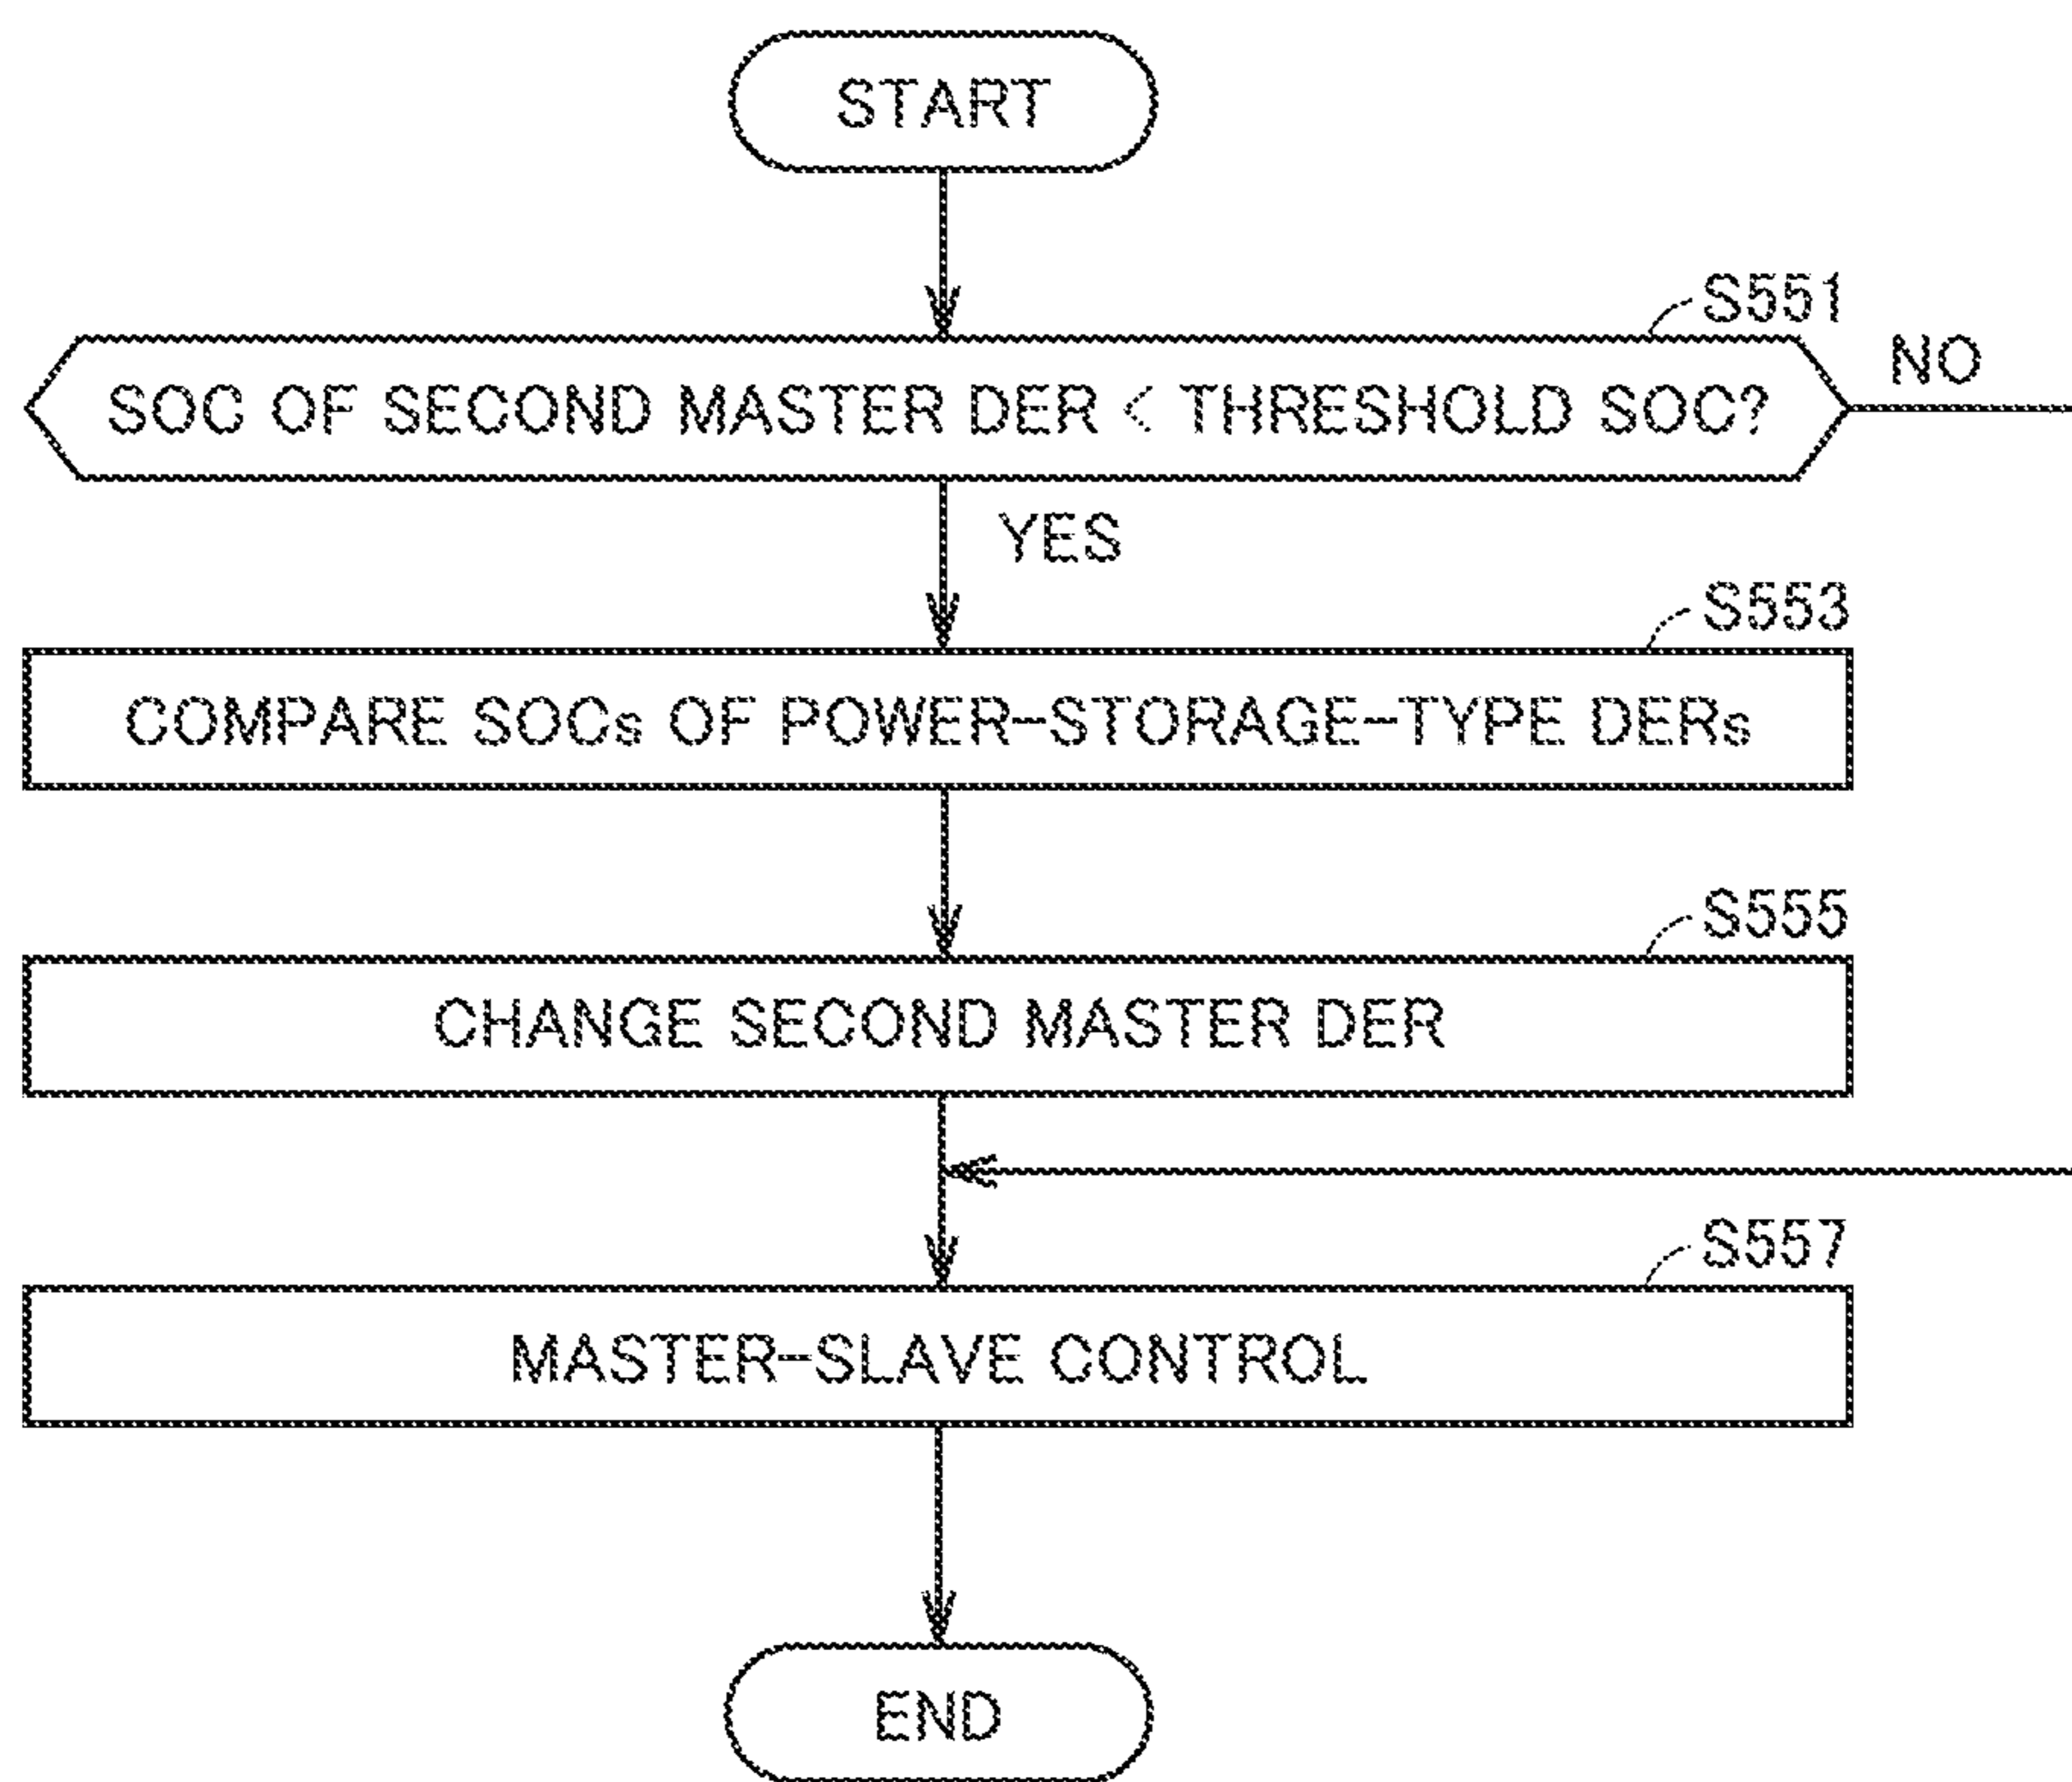 START
S551
SOC OF SECOND MASTER DER < THRESHOLD SOC?
NO
YES
S553
COMPARE SOCs OF POWER-STORAGE-TYPE DERs
S555
CHANGE SECOND MASTER DER
S557
MASTER-SLAVE CONTROL
END